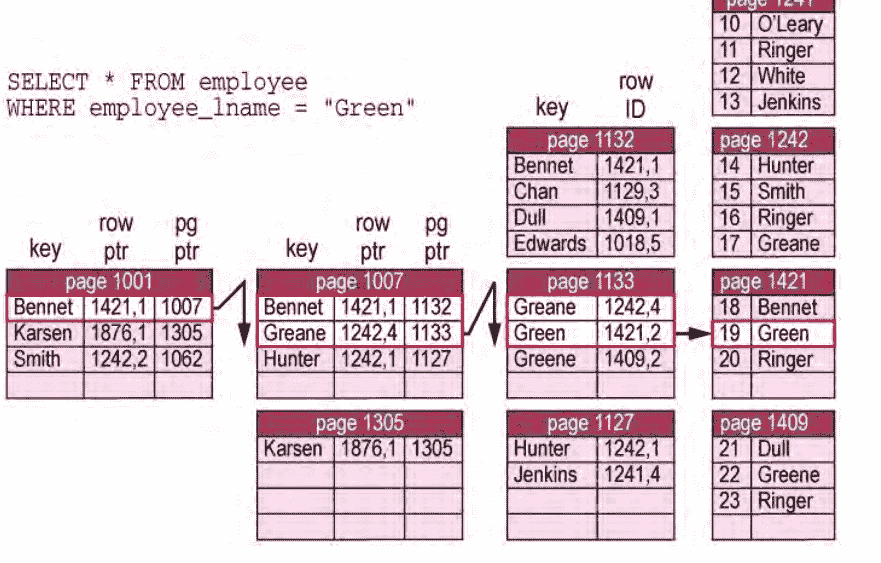 SELECT * FROM employee
WHERE employee_lname = "Green"
key row ptr pg ptr
page 1001
Bennet 1421,1 1007
Karsen 1876,1 1305
Smith 1242,2 1062
key row ptr pg ptr
page 1007
Bennet 1421,1 1132
Greane 1242,4 1133
Hunter 1242,1 1127
page 1305
Karsen 1876,1 1305
key row ID
page 1132
Bennet 1421,1
Chan 1129,3
Dull 1409,1
Edwards 1018,5
page 1133
Greane 1242,4
Green 1421,2
Greene 1409,2
page 1127
Hunter 1242,1
Jenkins 1241,4
page 1241
10 O'Leary
11 Ringer
12 White
13 Jenkins
page 1242
14 Hunter
15 Smith
16 Ringer
17 Greane
page 1421
18 Bennet
19 Green
20 Ringer
page 1409
21 Dull
22 Greene
23 Ringer